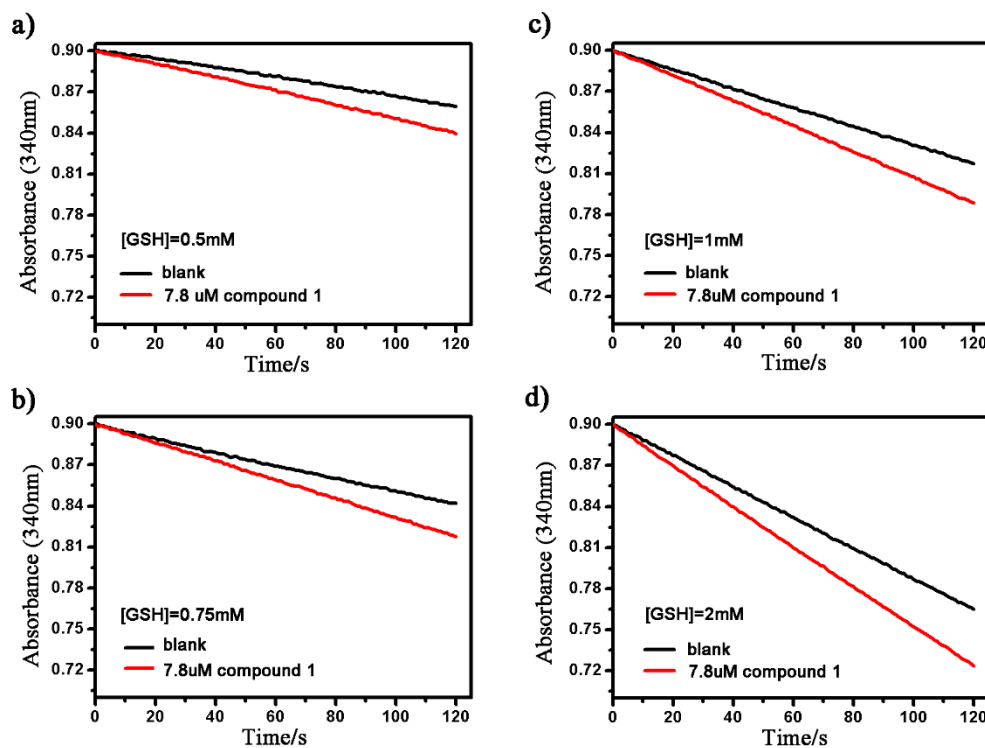 a)
Absorbance (340nm)
0.90
0.87
0.84
0.81
0.78
0.75
0.72
[GSH]=0.5mM
blank
7.8 uM compound 1
0 20 40 60 80 100 120
Time/s
b)
Absorbance (340nm)
0.90
0.87
0.84
0.81
0.78
0.75
0.72
[GSH]=0.75mM
blank
7.8uM compound 1
0 20 40 60 80 100 120
Time/s
c)
Absorbance (340nm)
0.90
0.87
0.84
0.81
0.78
0.75
0.72
[GSH]=1mM
blank
7.8uM compound 1
0 20 40 60 80 100 120
Time/s
d)
Absorbance (340nm)
0.90
0.87
0.84
0.81
0.78
0.75
0.72
[GSH]=2mM
blank
7.8uM compound 1
0 20 40 60 80 100 120
Time/s